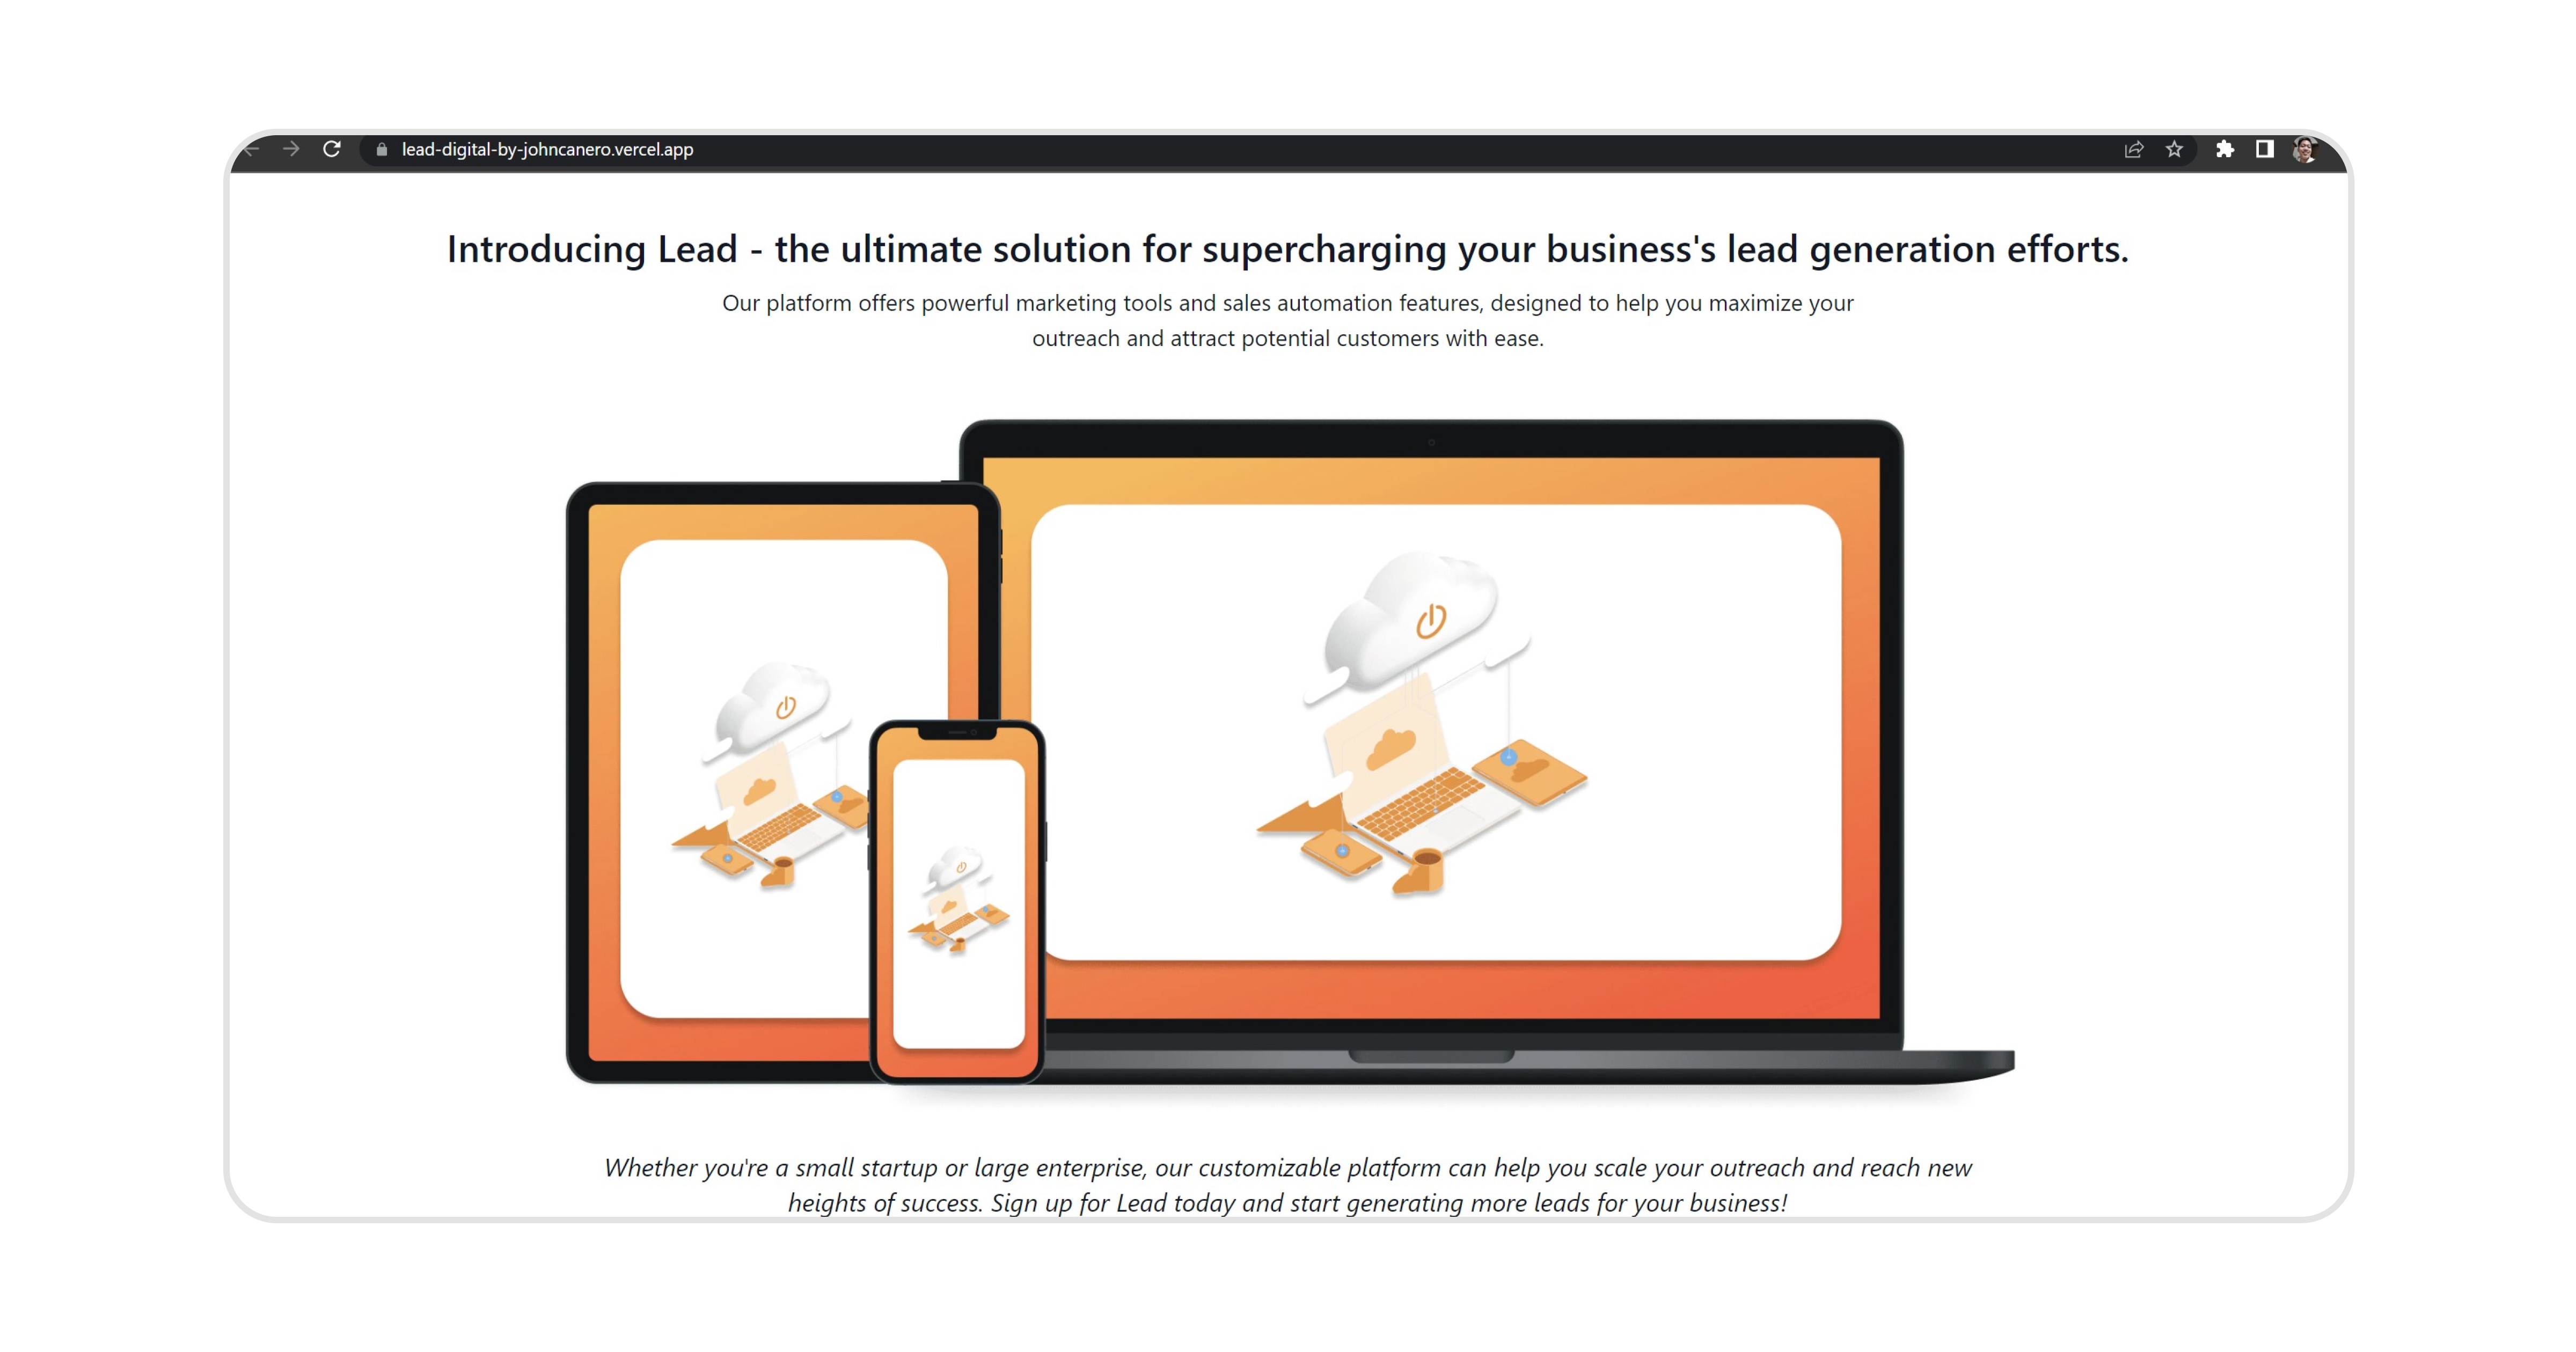 lead-digital-by-johncanero.vercel.app
Introducing Lead - the ultimate solution for supercharging your business's lead generation efforts.
Our platform offers powerful marketing tools and sales automation features, designed to help you maximize your
outreach and attract potential customers with ease.
Whether you're a small startup or large enterprise, our customizable platform can help you scale your outreach and reach new
heights of success. Sign up for Lead today and start generating more leads for your business!